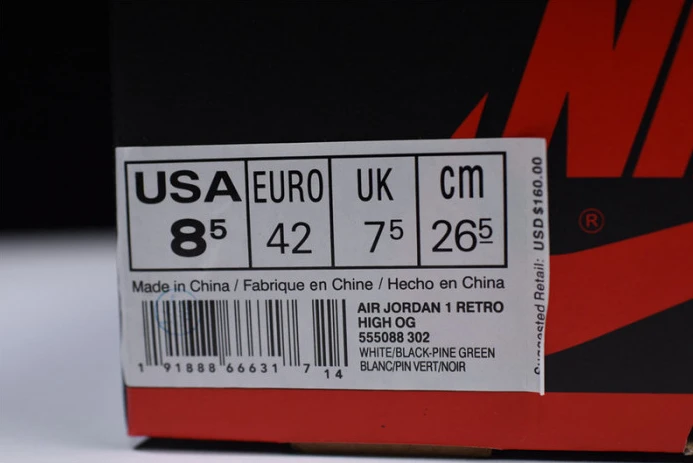 USA EURO UK cm
8⁵ 42 7⁵ 26⁵
Made in China / Fabrique en Chine / Hecho en China
AIR JORDAN 1 RETRO
HIGH OG
555088 302
WHITE/BLACK-PINE GREEN
BLANC/PIN VERT/NOIR
1 91888 66631 7
14
Suggested Retail: USD $160.00
®